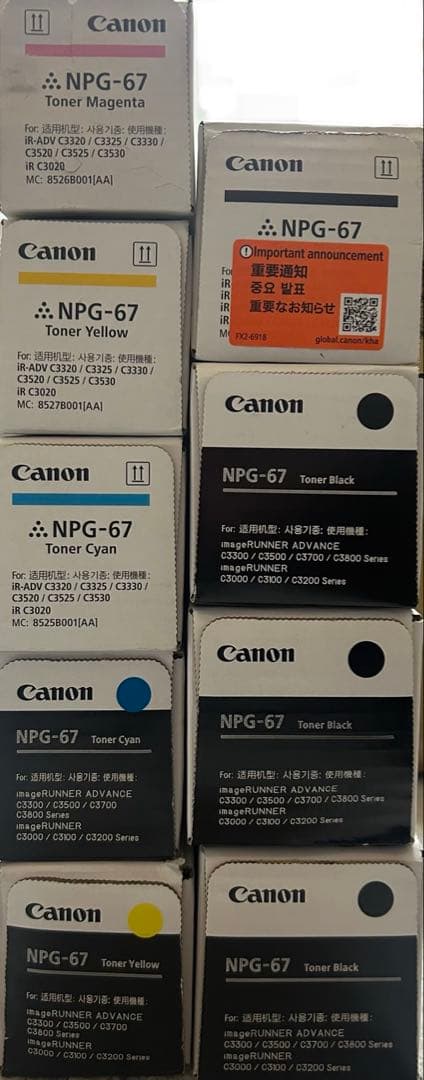 Canon
NPG-67
Toner Magenta
For: 适用机型: 사용기종: 使用機種:
iR-ADV C3320 / C3325 / C3330 /
C3520 / C3525 / C3530
iR C3020
MC: 8526B001[AA]
Canon
NPG-67
Toner Yellow
For: 适用机型: 사용기종: 使用機種:
iR-ADV C3320 / C3325 / C3330 /
C3520 / C3525 / C3530
iR C3020
MC: 8527B001[AA]
Canon
NPG-67
Toner Cyan
For: 适用机型: 사용기종: 使用機種:
iR-ADV C3320 / C3325 / C3330 /
C3520 / C3525 / C3530
iR C3020
MC: 8525B001[AA]
Canon
NPG-67 Toner Cyan
For: 适用机型: 사용기종: 使用機種:
imageRUNNER ADVANCE
C3300 / C3500 / C3700
C3800 Series
imageRUNNER
C3000 / C3100 / C3200 Series
Canon
NPG-67 Toner Yellow
For: 适用机型: 사용기종: 使用機種:
imageRUNNER ADVANCE
C3300 / C3500 / C3700
C3800 Series
imageRUNNER
C3000 / C3100 / C3200 Series
Canon
NPG-67
Important announcement
重要通知
중요 발표
重要なお知らせ
FX2-6918
global.canon/kha
Canon
NPG-67 Toner Black
For: 适用机型: 사용기종: 使用機種:
imageRUNNER ADVANCE
C3300 / C3500 / C3700 / C3800 Series
imageRUNNER
C3000 / C3100 / C3200 Series
Canon
NPG-67 Toner Black
For: 适用机型: 사용기종: 使用機種:
imageRUNNER ADVANCE
C3300 / C3500 / C3700 / C3800 Series
imageRUNNER
C3000 / C3100 / C3200 Series
Canon
NPG-67 Toner Black
For: 适用机型: 사용기종: 使用機種:
imageRUNNER ADVANCE
C3300 / C3500 / C3700 / C3800 Series
imageRUNNER
C3000 / C3100 / C3200 Series